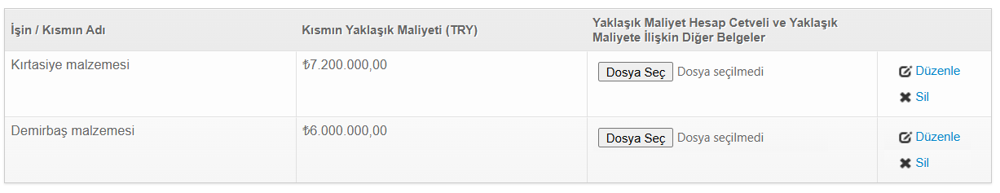 İşin / Kısmın Adı
Kısmın Yaklaşık Maliyeti (TRY)
Yaklaşık Maliyet Hesap Cetveli ve Yaklaşık
Maliyete İlişkin Diğer Belgeler
Kırtasiye malzemesi
₺7.200.000,00
Dosya Seç Dosya seçilmedi
Düzenle
Sil
Demirbaş malzemesi
₺6.000.000,00
Dosya Seç Dosya seçilmedi
Düzenle
Sil